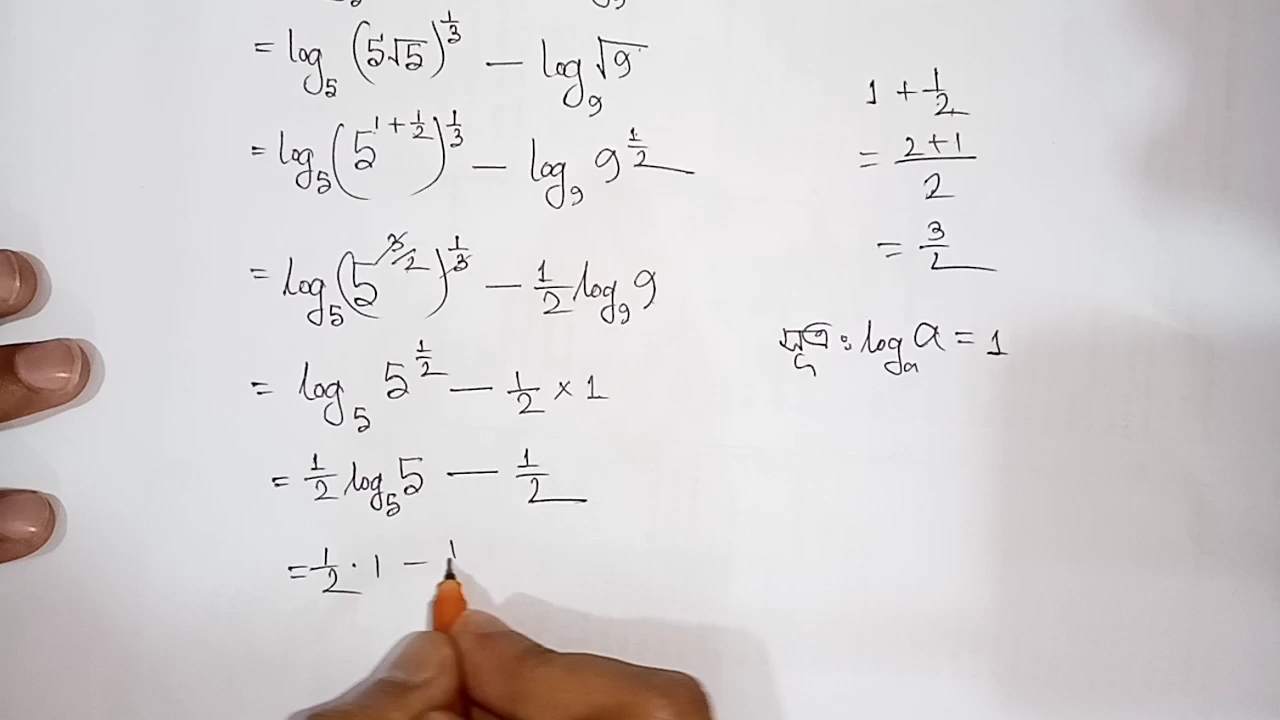 = log₅ (5√5)^(1/3) − log₉ √9
= log₅ (5^(1 + 1/2))^(1/3) − log₉ 9^(1/2)
= log₅ (5^(3/2))^(1/3) − 1/2 log₉ 9
= log₅ 5^(1/2) − 1/2 × 1
= 1/2 log₅ 5 − 1/2
= 1/2 · 1 − 1
1 + 1/2
= (2+1)/2
= 3/2
সূত্র : logₐ a = 1